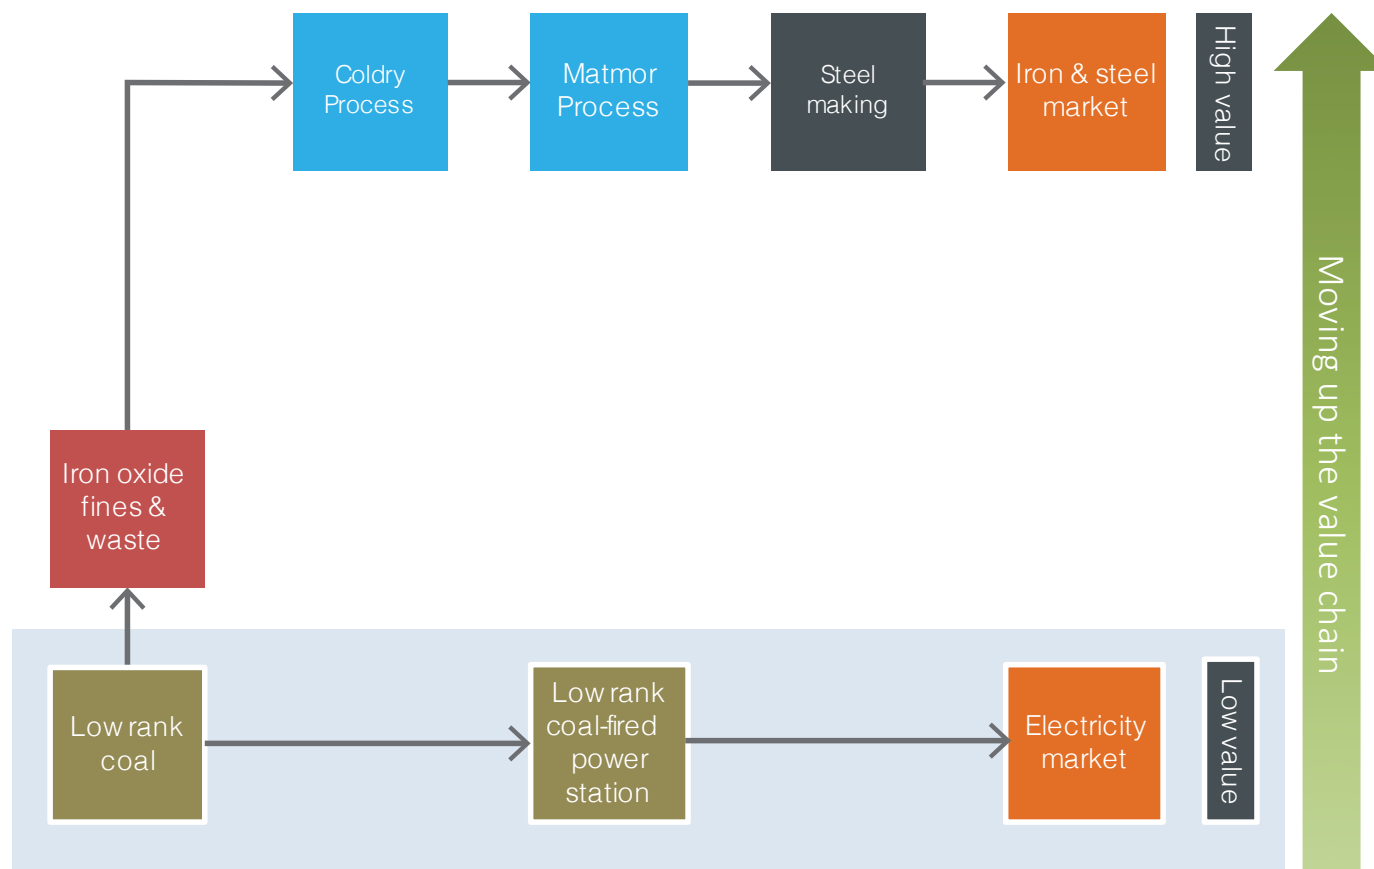 Coldry
Process
Matmor
Process
Steel
making
Iron & steel
market
High value
Moving up the value chain
Iron oxide
fines &
waste
Low rank
coal
Low rank
coal-fired
power
station
Electricity
market
Low value